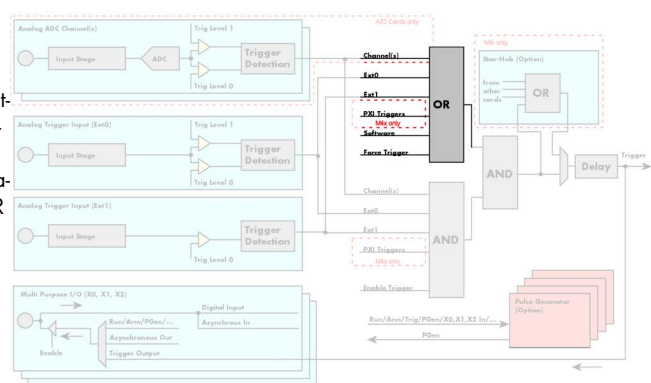 A/D Cards only
Analog ADC Channel(s)
Trig Level 1
Input Stage
ADC
Trigger Detection
Trig Level 0
Channel(s)
Ext0
Ext1
PXI Triggers
M4x only
Software
Force Trigger
OR
M4i only
Star-Hub (Option)
from other cards
OR
t-
Analog Trigger Input (Ext0)
Trig Level 1
Input Stage
Trigger Detection
Trig Level 0
a-
R
Analog Trigger Input (Ext1)
Input Stage
Trigger Detection
Trig Level 0
Channel(s)
Ext0
Ext1
PXI Triggers
M4x only
Enable Trigger
AND
AND
Delay
Trigger
Multi Purpose I/O (X0, X1, X2)
Digital Input
Run/Arm/PGen/...
Asynchronous In
Asynchronous Out
Enable
Trigger Output
Run/Arm/Trig/PGen/X0,X1,X2 In/...
PGen
Pulse Generator
(Option)